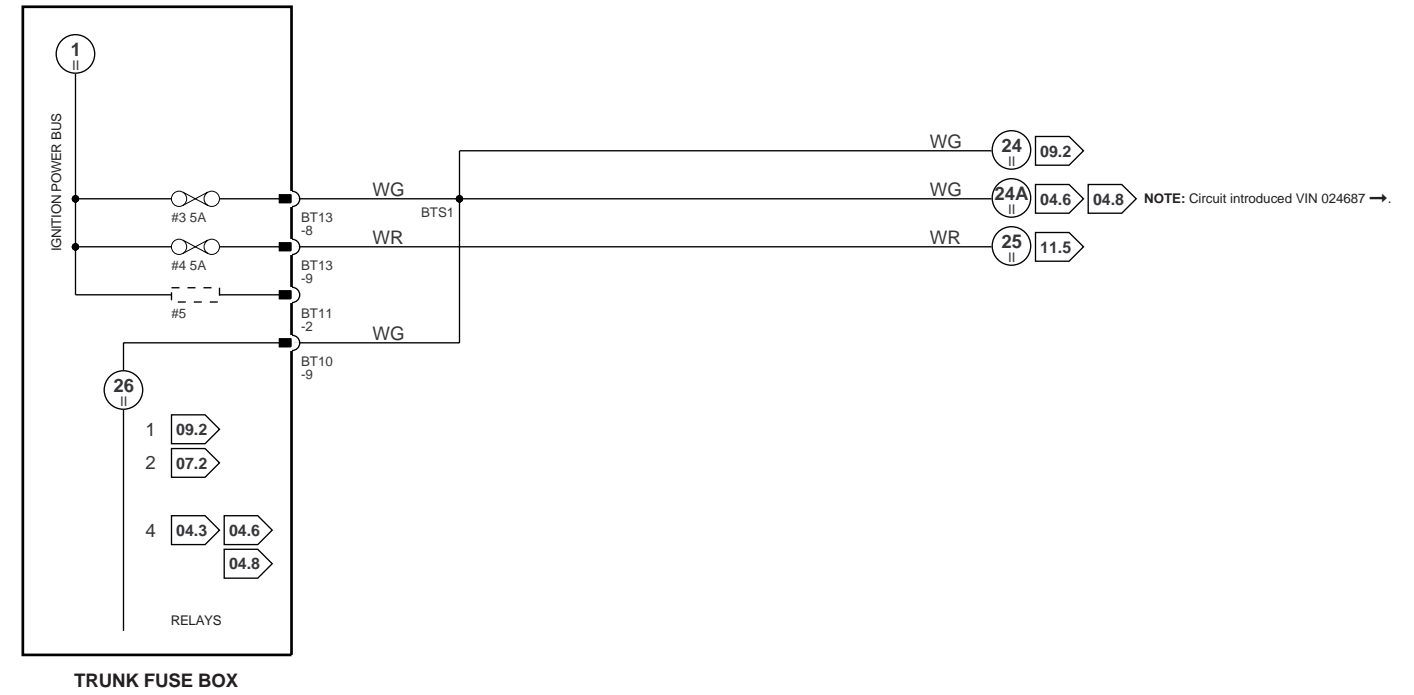 1
II
IGNITION POWER BUS
WG
24
II
09.2
#3 5A
BT13
-8
WG
BTS1
WG
24A
II
04.6
04.8
NOTE: Circuit introduced VIN 024687 →.
#4 5A
BT13
-9
WR
WR
25
II
11.5
#5
BT11
-2
WG
BT10
-9
26
II
1 09.2
2 07.2
4 04.3 04.6
04.8
RELAYS
TRUNK FUSE BOX